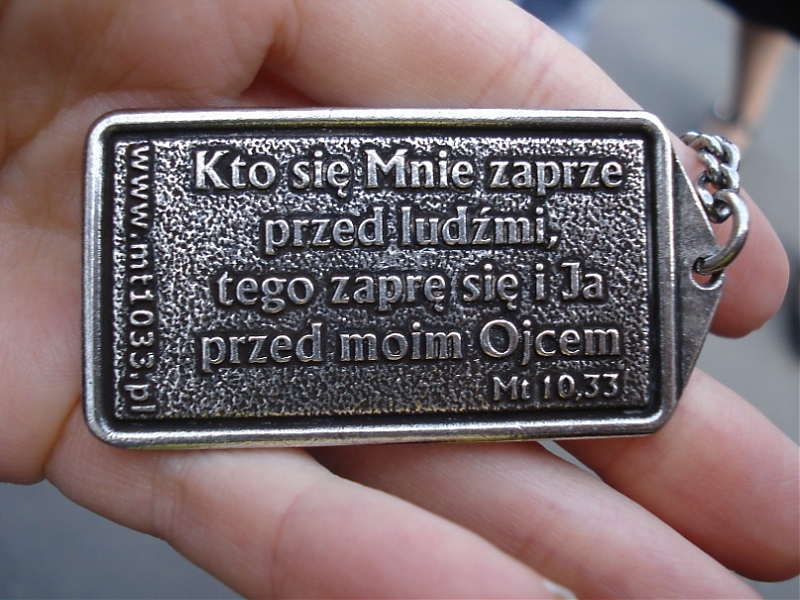 Kto się Mnie zaprze
przed ludźmi,
tego zaprę się i Ja
przed moim Ojcem
Mt 10,33
www.mt1033.pl